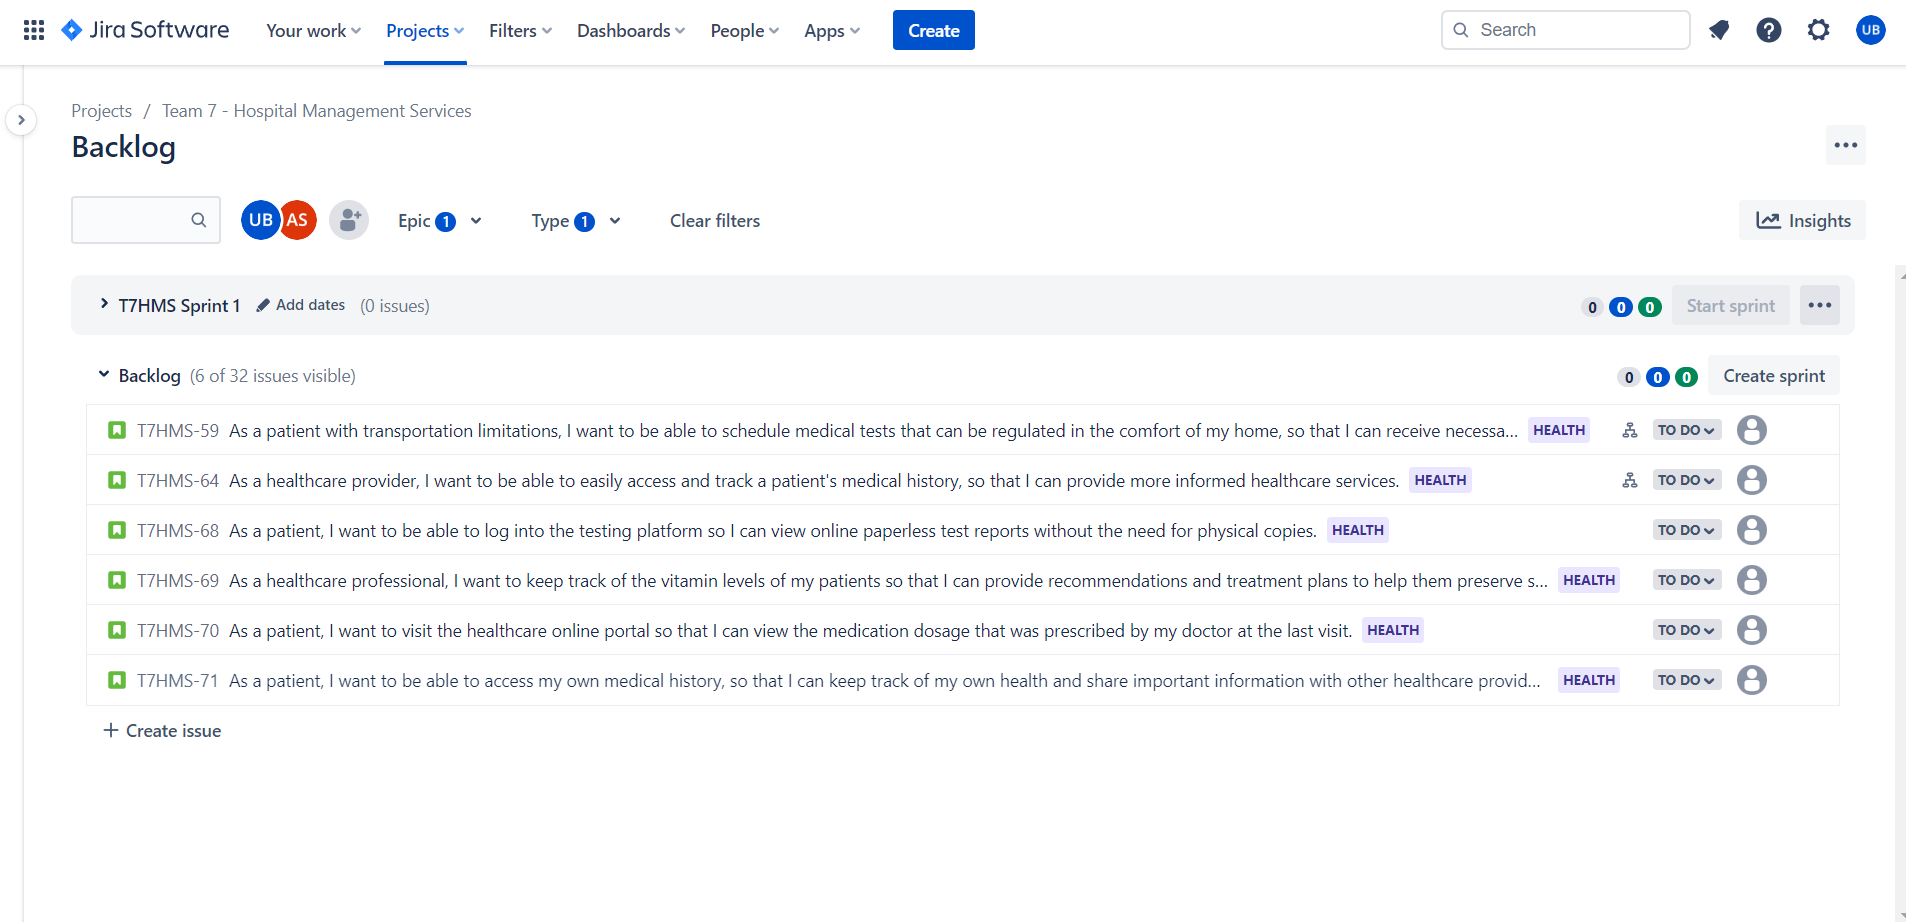 Jira Software Your work Projects Filters Dashboards People Apps Create Search UB
Projects / Team 7 - Hospital Management Services
Backlog
UB AS Epic 1 Type 1 Clear filters Insights
T7HMS Sprint 1 Add dates (0 issues) 0 0 0 Start sprint
Backlog (6 of 32 issues visible) 0 0 0 Create sprint
T7HMS-59 As a patient with transportation limitations, I want to be able to schedule medical tests that can be regulated in the comfort of my home, so that I can receive necessa... HEALTH TO DO
T7HMS-64 As a healthcare provider, I want to be able to easily access and track a patient's medical history, so that I can provide more informed healthcare services. HEALTH TO DO
T7HMS-68 As a patient, I want to be able to log into the testing platform so I can view online paperless test reports without the need for physical copies. HEALTH TO DO
T7HMS-69 As a healthcare professional, I want to keep track of the vitamin levels of my patients so that I can provide recommendations and treatment plans to help them preserve s... HEALTH TO DO
T7HMS-70 As a patient, I want to visit the healthcare online portal so that I can view the medication dosage that was prescribed by my doctor at the last visit. HEALTH TO DO
T7HMS-71 As a patient, I want to be able to access my own medical history, so that I can keep track of my own health and share important information with other healthcare provid... HEALTH TO DO
+ Create issue